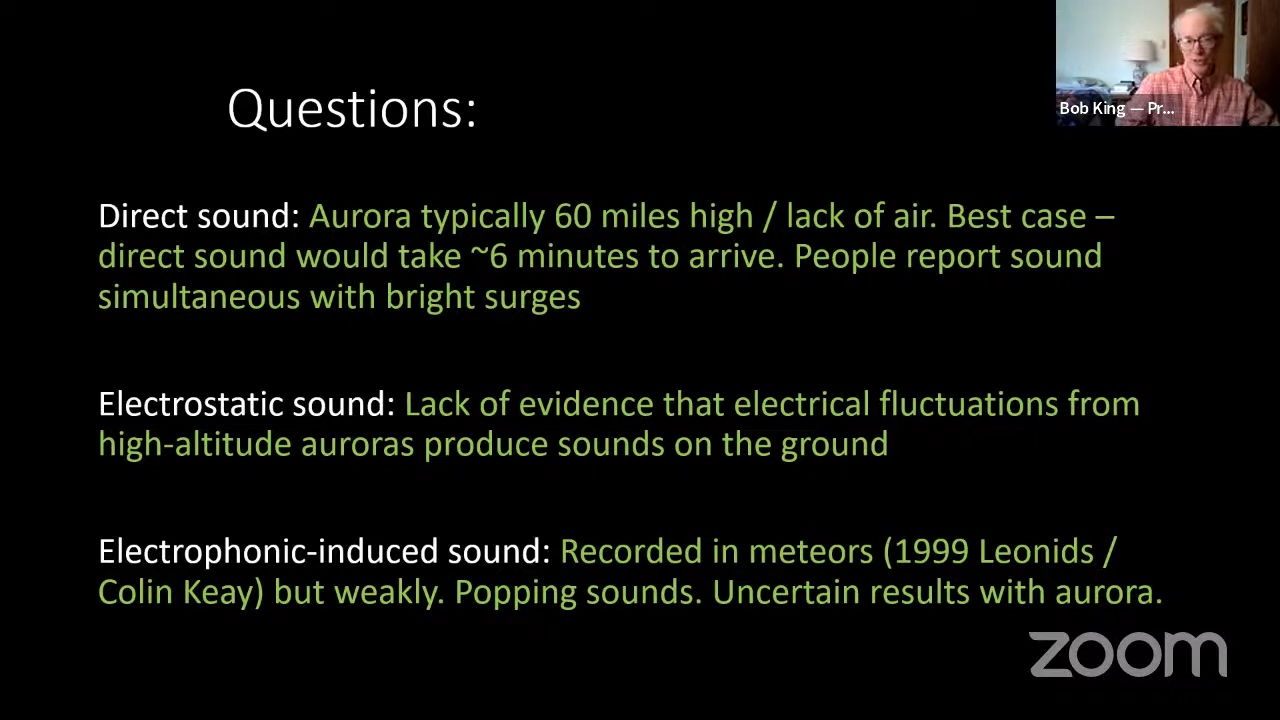 Bob King — Pr...
Questions:
Direct sound: Aurora typically 60 miles high / lack of air. Best case –
direct sound would take ~6 minutes to arrive. People report sound
simultaneous with bright surges
Electrostatic sound: Lack of evidence that electrical fluctuations from
high-altitude auroras produce sounds on the ground
Electrophonic-induced sound: Recorded in meteors (1999 Leonids /
Colin Keay) but weakly. Popping sounds. Uncertain results with aurora.
zoom